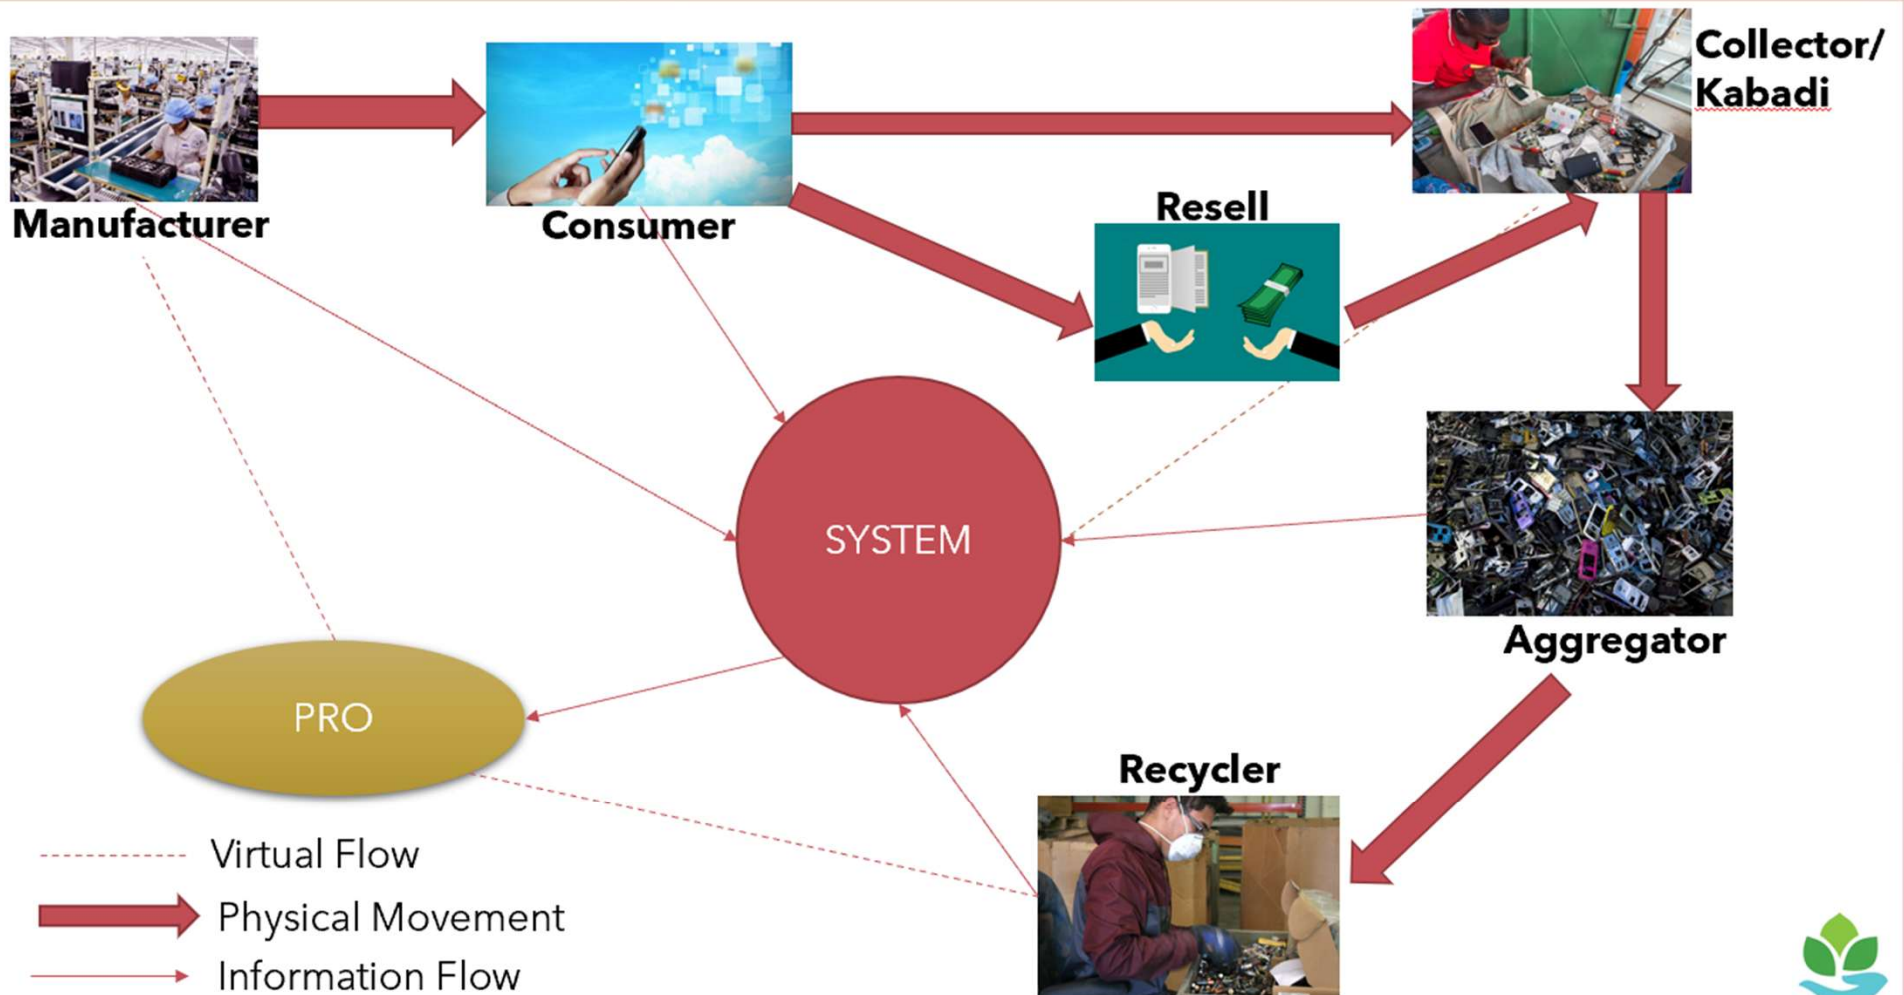 Manufacturer
Consumer
Resell
Collector/
Kabadi
SYSTEM
Aggregator
PRO
Recycler
Virtual Flow
Physical Movement
Information Flow